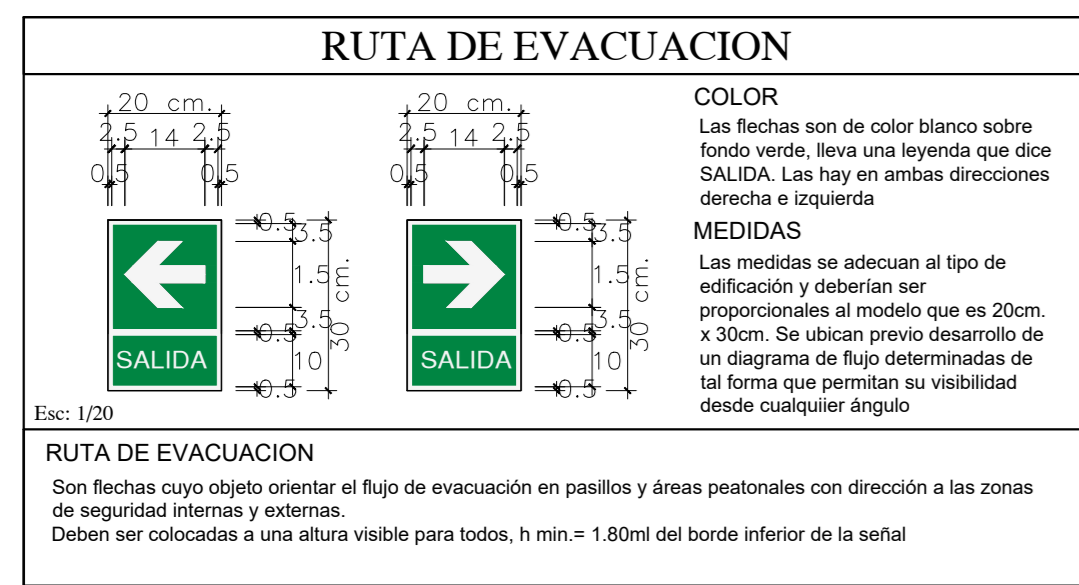 RUTA DE EVACUACION
20 cm.
2.5 14 2.5
0.5 0.5
0.5
3.5
1.5
3.5
0.5
10
0.5
30 cm.
SALIDA
20 cm.
2.5 14 2.5
0.5 0.5
0.5
3.5
1.5
3.5
0.5
10
0.5
30 cm.
SALIDA
Esc: 1/20
COLOR
Las flechas son de color blanco sobre
fondo verde, lleva una leyenda que dice
SALIDA. Las hay en ambas direcciones
derecha e izquierda
MEDIDAS
Las medidas se adecuan al tipo de
edificación y deberían ser
proporcionales al modelo que es 20cm.
x 30cm. Se ubican previo desarrollo de
un diagrama de flujo determinadas de
tal forma que permitan su visibilidad
desde cualquiier ángulo
RUTA DE EVACUACION
Son flechas cuyo objeto orientar el flujo de evacuación en pasillos y áreas peatonales con dirección a las zonas
de seguridad internas y externas.
Deben ser colocadas a una altura visible para todos, h min.= 1.80ml del borde inferior de la señal